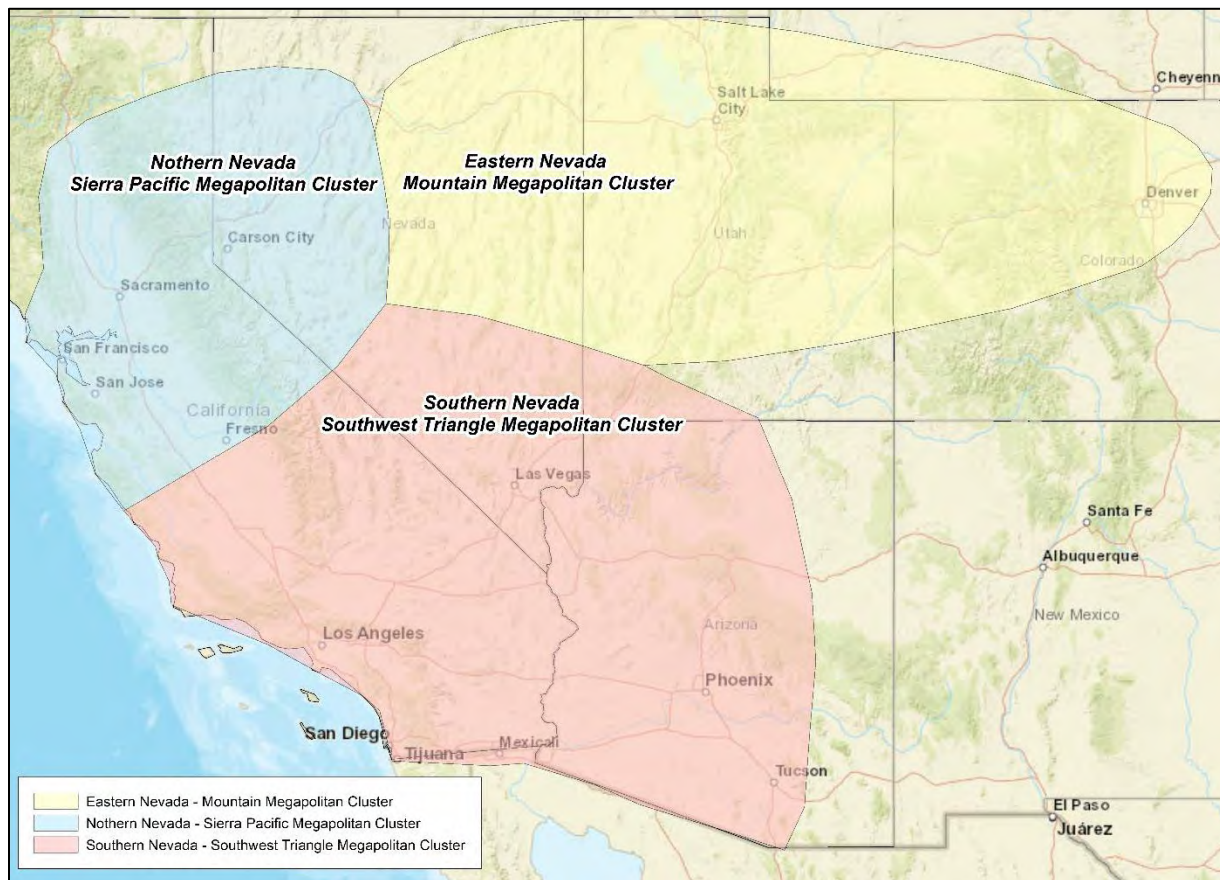 Cheyenn
Salt Lake
City
Nothern Nevada
Sierra Pacific Megapolitan Cluster
Eastern Nevada
Mountain Megapolitan Cluster
Denver
Nevada
Carson City
Utah
Colorado
Sacramento
San Francisco
San Jose
California
Fresno
Southern Nevada
Southwest Triangle Megapolitan Cluster
Las Vegas
Santa Fe
Albuquerque
New Mexico
Los Angeles
Arizona
Phoenix
San Diego
Tijuana
Mexicali
Tucson
El Paso
Juárez
Eastern Nevada - Mountain Megapolitan Cluster
Nothern Nevada - Sierra Pacific Megapolitan Cluster
Southern Nevada - Southwest Triangle Megapolitan Cluster